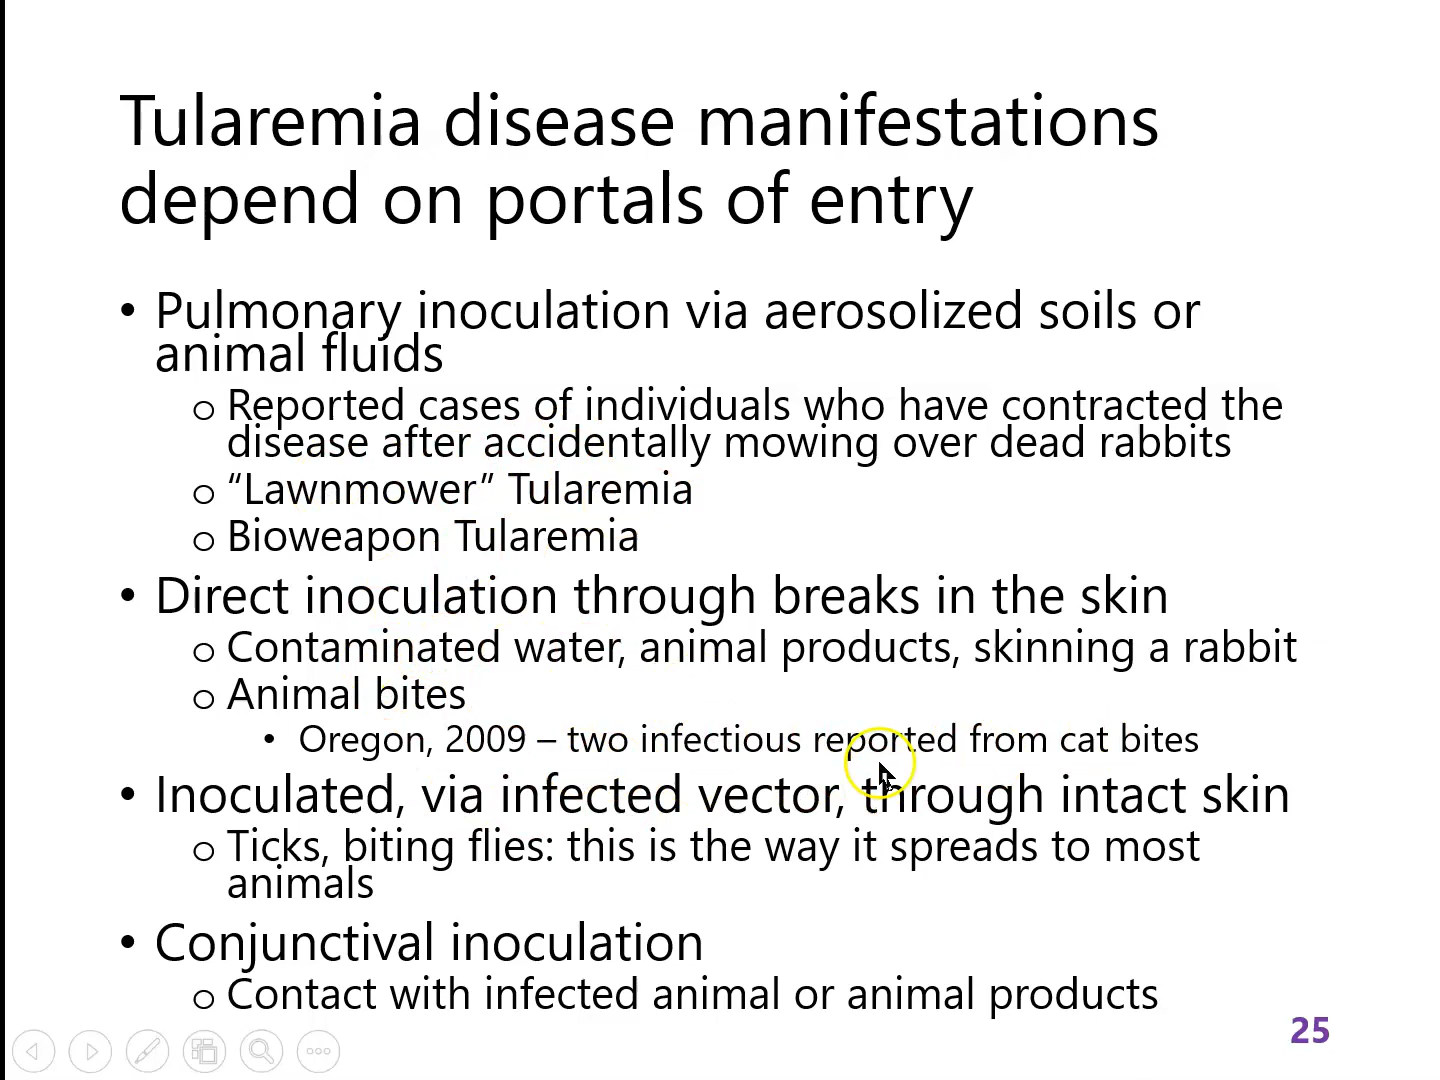 Tularemia disease manifestations
depend on portals of entry
• Pulmonary inoculation via aerosolized soils or
animal fluids
o Reported cases of individuals who have contracted the
disease after accidentally mowing over dead rabbits
o “Lawnmower” Tularemia
o Bioweapon Tularemia
• Direct inoculation through breaks in the skin
o Contaminated water, animal products, skinning a rabbit
o Animal bites
• Oregon, 2009 – two infectious reported from cat bites
• Inoculated, via infected vector, through intact skin
o Ticks, biting flies: this is the way it spreads to most
animals
• Conjunctival inoculation
o Contact with infected animal or animal products
25